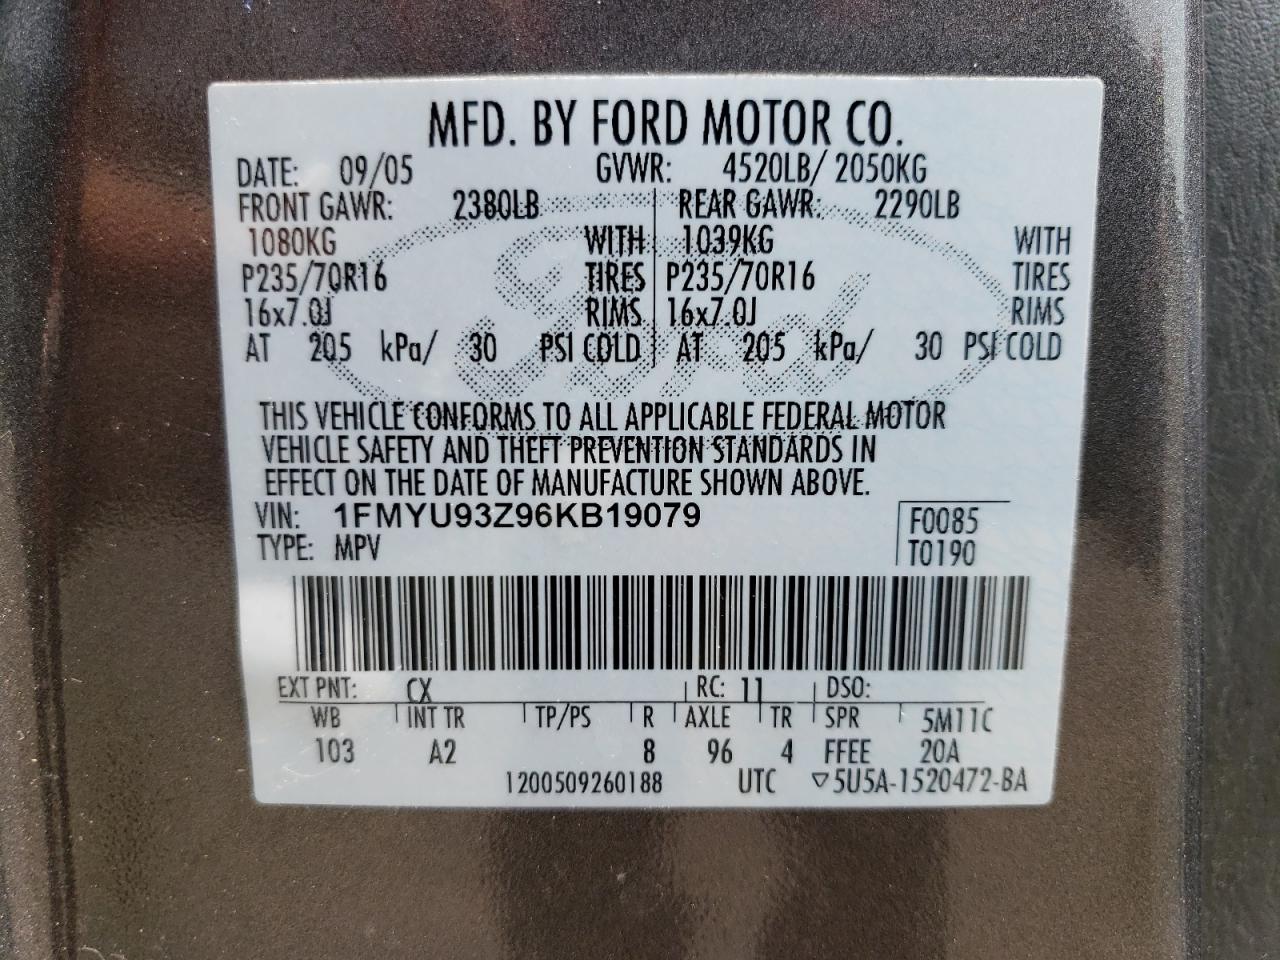 MFD. BY FORD MOTOR CO.
DATE: 09/05 GVWR: 4520LB/ 2050KG
FRONT GAWR: 2380LB REAR GAWR: 2290LB
1080KG WITH 1039KG WITH
P235/70R16 TIRES P235/70R16 TIRES
16x7.0J RIMS 16x7.0J RIMS
AT 205 kPa/ 30 PSI COLD AT 205 kPa/ 30 PSI COLD
Ford
THIS VEHICLE CONFORMS TO ALL APPLICABLE FEDERAL MOTOR
VEHICLE SAFETY AND THEFT PREVENTION STANDARDS IN
EFFECT ON THE DATE OF MANUFACTURE SHOWN ABOVE.
VIN: 1FMYU93Z96KB19079 F0085
TYPE: MPV T0190
EXT PNT: CX RC: 11 DSO:
WB INT TR TP/PS R AXLE TR SPR 5M11C
103 A2 8 96 4 FFEE 20A
1200509260188 UTC ▽5U5A-1520472-BA